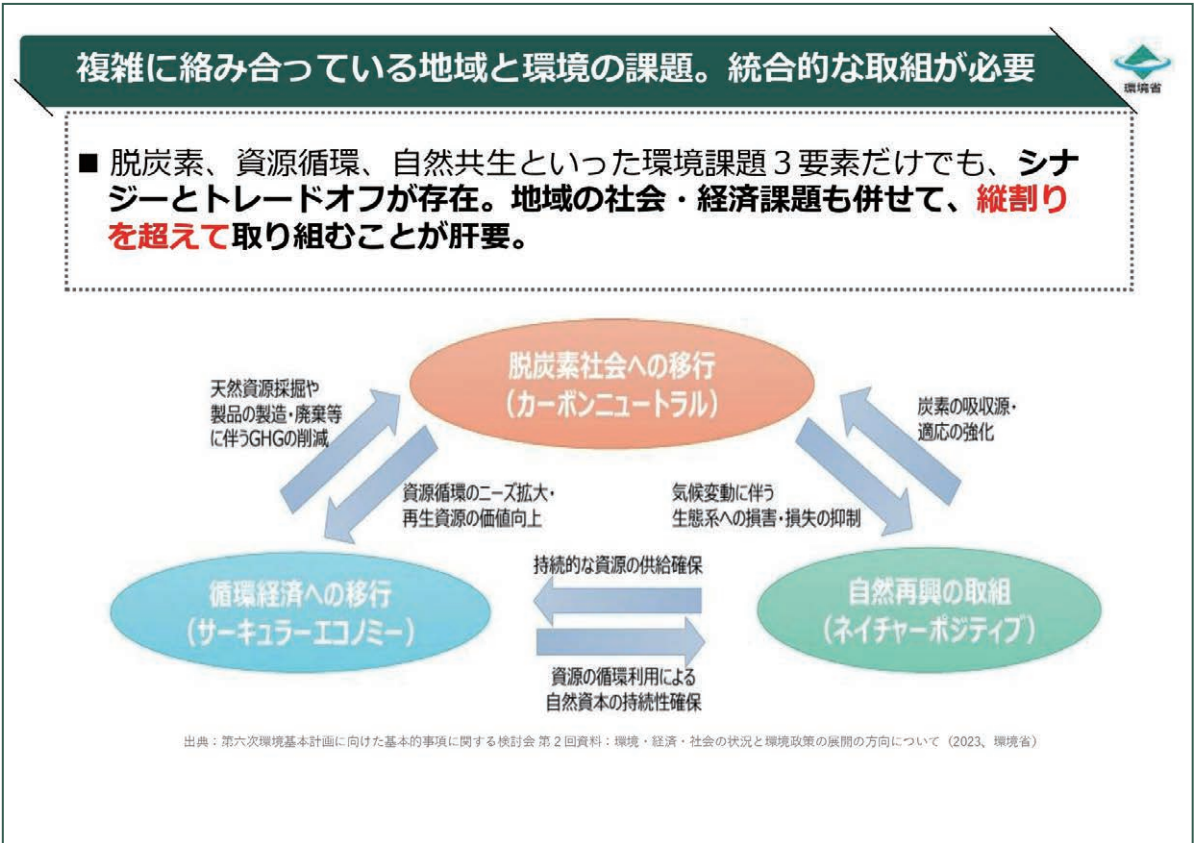 複雑に絡み合っている地域と環境の課題。統合的な取組が必要
環境省
■ 脱炭素、資源循環、自然共生といった環境課題３要素だけでも、シナ
ジーとトレードオフが存在。地域の社会・経済課題も併せて、縦割り
を超えて取り組むことが肝要。
脱炭素社会への移行
（カーボンニュートラル）
天然資源採掘や
製品の製造・廃棄等
に伴うGHGの削減
炭素の吸収源・
適応の強化
資源循環のニーズ拡大・
再生資源の価値向上
気候変動に伴う
生態系への損害・損失の抑制
持続的な資源の供給確保
循環経済への移行
（サーキュラーエコノミー）
自然再興の取組
（ネイチャーポジティブ）
資源の循環利用による
自然資本の持続性確保
出典：第六次環境基本計画に向けた基本的事項に関する検討会 第２回資料：環境・経済・社会の状況と環境政策の展開の方向について（2023、環境省）